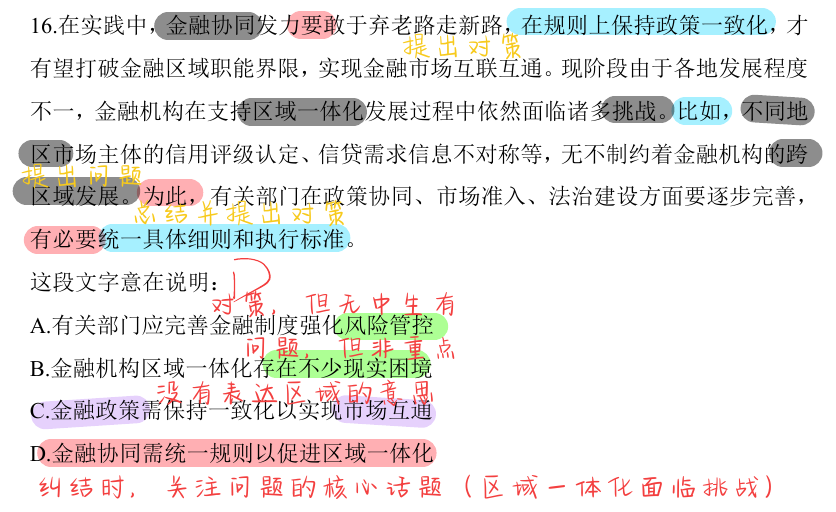 16.在实践中，金融协同发力要敢于弃老路走新路，在规则上保持政策一致化，才
提出对策
有望打破金融区域职能界限，实现金融市场互联互通。现阶段由于各地发展程度
不一，金融机构在支持区域一体化发展过程中依然面临诸多挑战。比如，不同地
区市场主体的信用评级认定、信贷需求信息不对称等，无不制约着金融机构的跨
提出问题
区域发展。为此，有关部门在政策协同、市场准入、法治建设方面要逐步完善，
总结并提出对策
有必要统一具体细则和执行标准。
这段文字意在说明：D
对策，但无中生有
A.有关部门应完善金融制度强化风险管控
问题，但非重点
B.金融机构区域一体化存在不少现实困境
没有表达区域的意思
C.金融政策需保持一致化以实现市场互通
D.金融协同需统一规则以促进区域一体化
纠结时，关注问题的核心话题（区域一体化面临挑战）